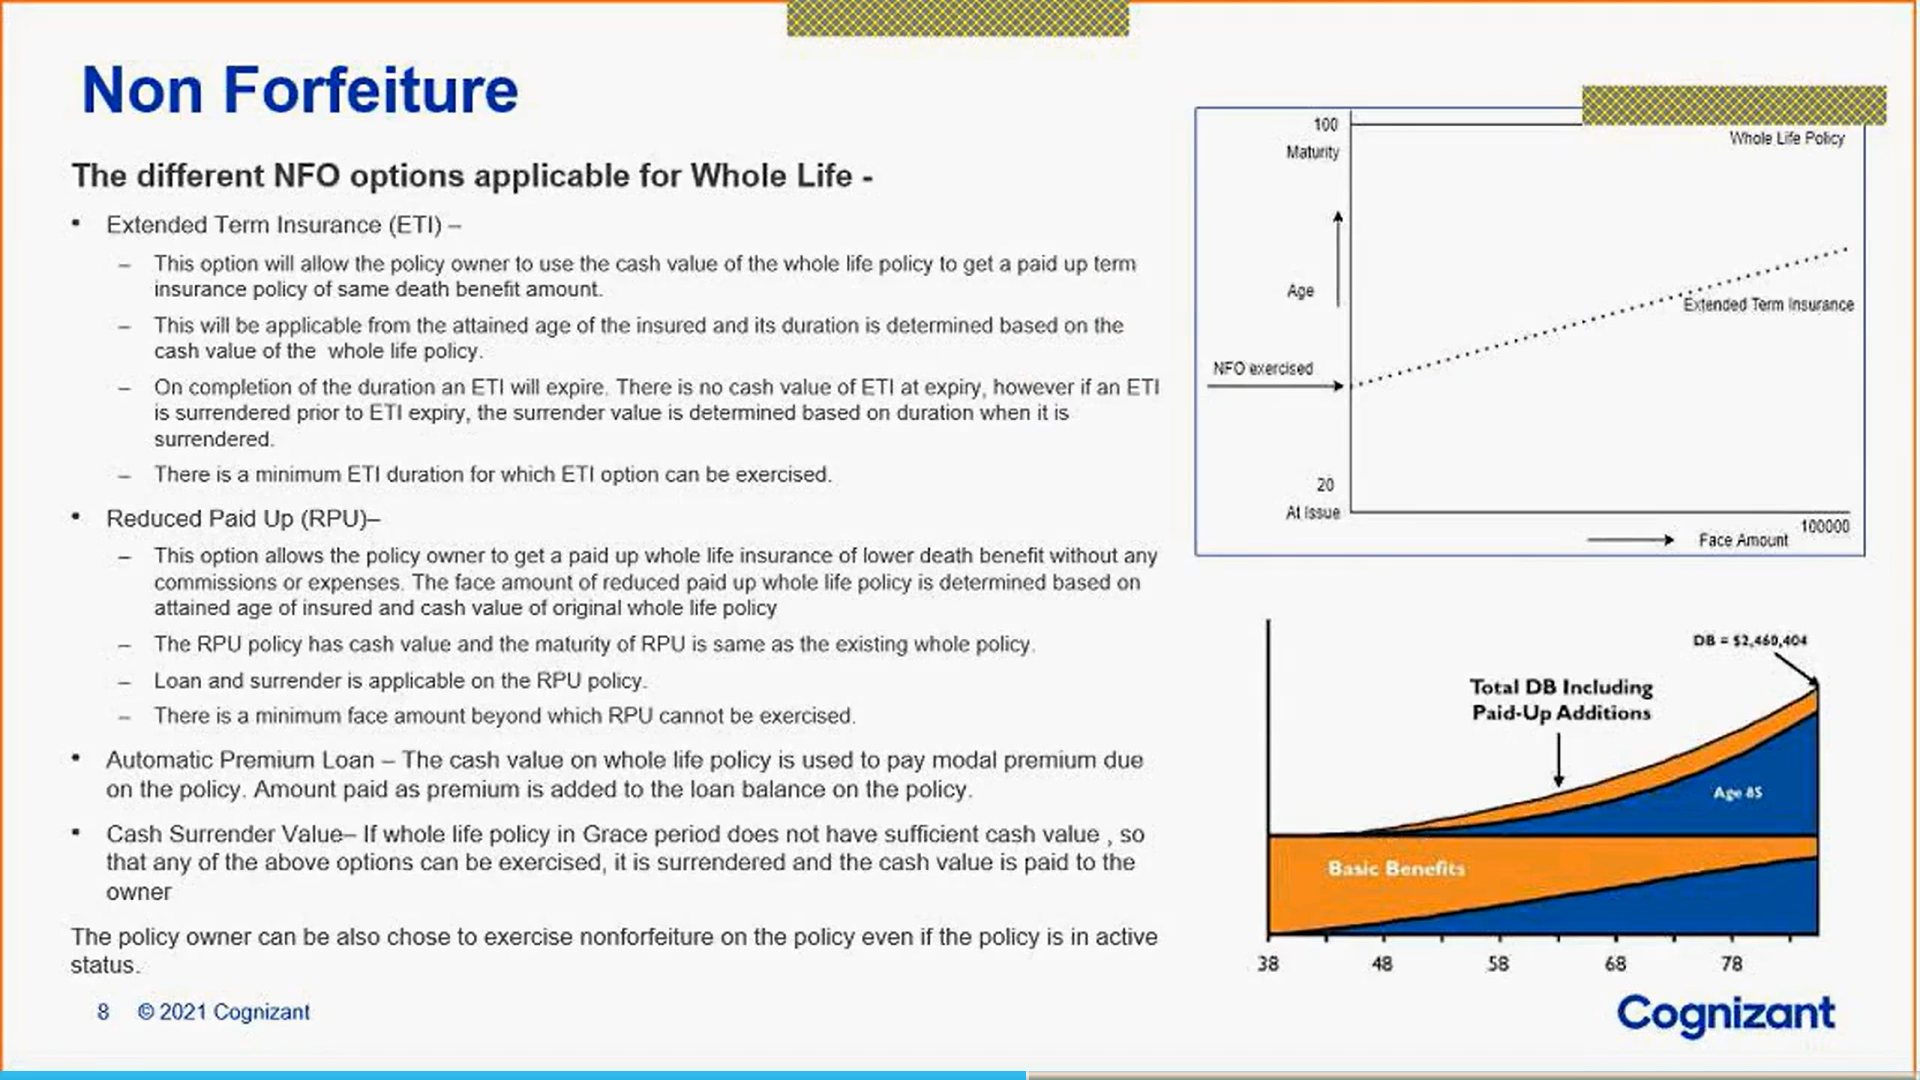 Non Forfeiture
The different NFO options applicable for Whole Life -
• Extended Term Insurance (ETI) –
– This option will allow the policy owner to use the cash value of the whole life policy to get a paid up term
insurance policy of same death benefit amount.
– This will be applicable from the attained age of the insured and its duration is determined based on the
cash value of the whole life policy.
– On completion of the duration an ETI will expire. There is no cash value of ETI at expiry, however if an ETI
is surrendered prior to ETI expiry, the surrender value is determined based on duration when it is
surrendered.
– There is a minimum ETI duration for which ETI option can be exercised.
• Reduced Paid Up (RPU)–
– This option allows the policy owner to get a paid up whole life insurance of lower death benefit without any
commissions or expenses. The face amount of reduced paid up whole life policy is determined based on
attained age of insured and cash value of original whole life policy
– The RPU policy has cash value and the maturity of RPU is same as the existing whole policy.
– Loan and surrender is applicable on the RPU policy.
– There is a minimum face amount beyond which RPU cannot be exercised.
• Automatic Premium Loan – The cash value on whole life policy is used to pay modal premium due
on the policy. Amount paid as premium is added to the loan balance on the policy.
• Cash Surrender Value– If whole life policy in Grace period does not have sufficient cash value , so
that any of the above options can be exercised, it is surrendered and the cash value is paid to the
owner
The policy owner can be also chose to exercise nonforfeiture on the policy even if the policy is in active
status.
8 © 2021 Cognizant
100
Maturity
Whole Life Policy
Age
Extended Term Insurance
NFO exercised
20
At Issue
100000
Face Amount
DB = $2,460,404
Total DB Including
Paid-Up Additions
Age 85
Basic Benefits
38 48 58 68 78
Cognizant